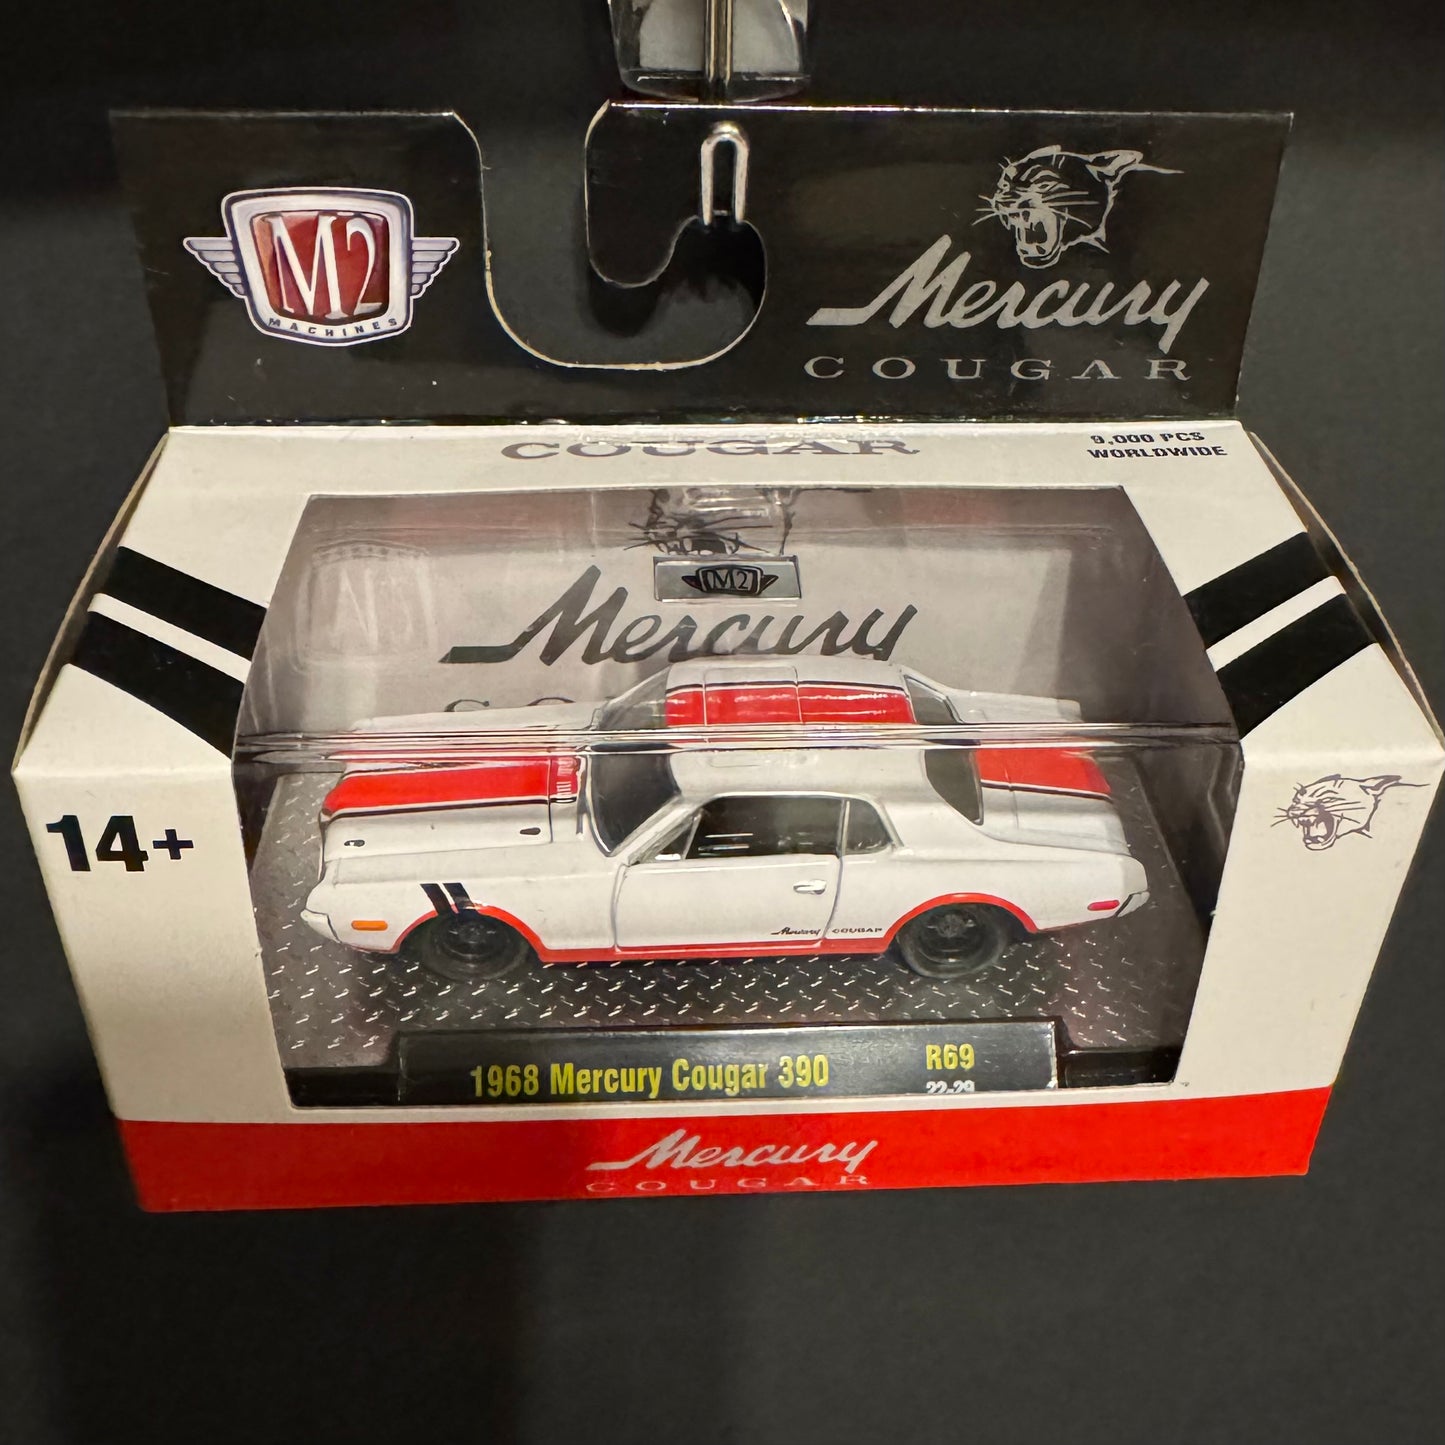 M2
MACHINES
Mercury
COUGAR
COUGAR
9,000 PCS
WORLDWIDE
M2
Mercury
14+
Mercury COUGAR
1968 Mercury Cougar 390
R69
22-29
Mercury
COUGAR